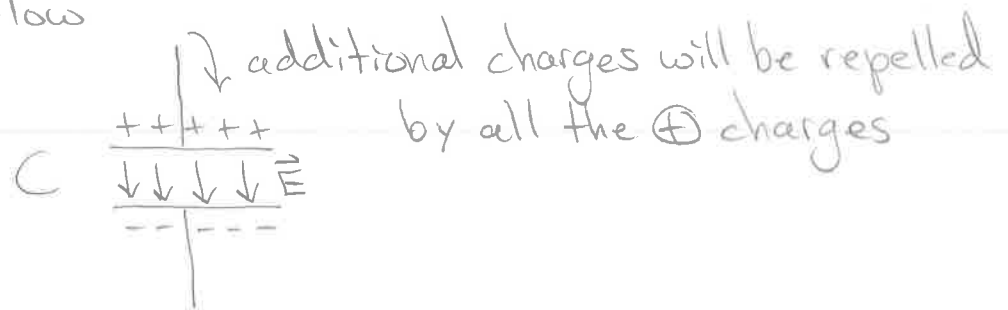 low
additional charges will be repelled
by all the ⊕ charges
+ + + + +
C ↓ ↓ ↓ ↓ E⃗
-- ---